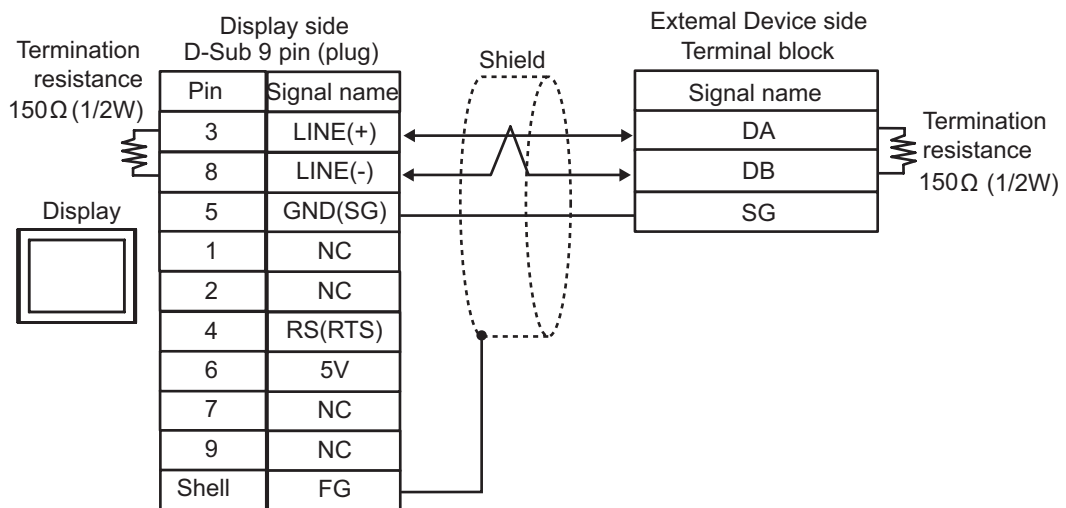 Display side
D-Sub 9 pin (plug)
Termination
resistance
150Ω (1/2W)
Pin Signal name
3 LINE(+)
8 LINE(-)
5 GND(SG)
1 NC
2 NC
4 RS(RTS)
6 5V
7 NC
9 NC
Shell FG
Display
Shield
External Device side
Terminal block
Signal name
DA
DB
SG
Termination
resistance
150Ω (1/2W)